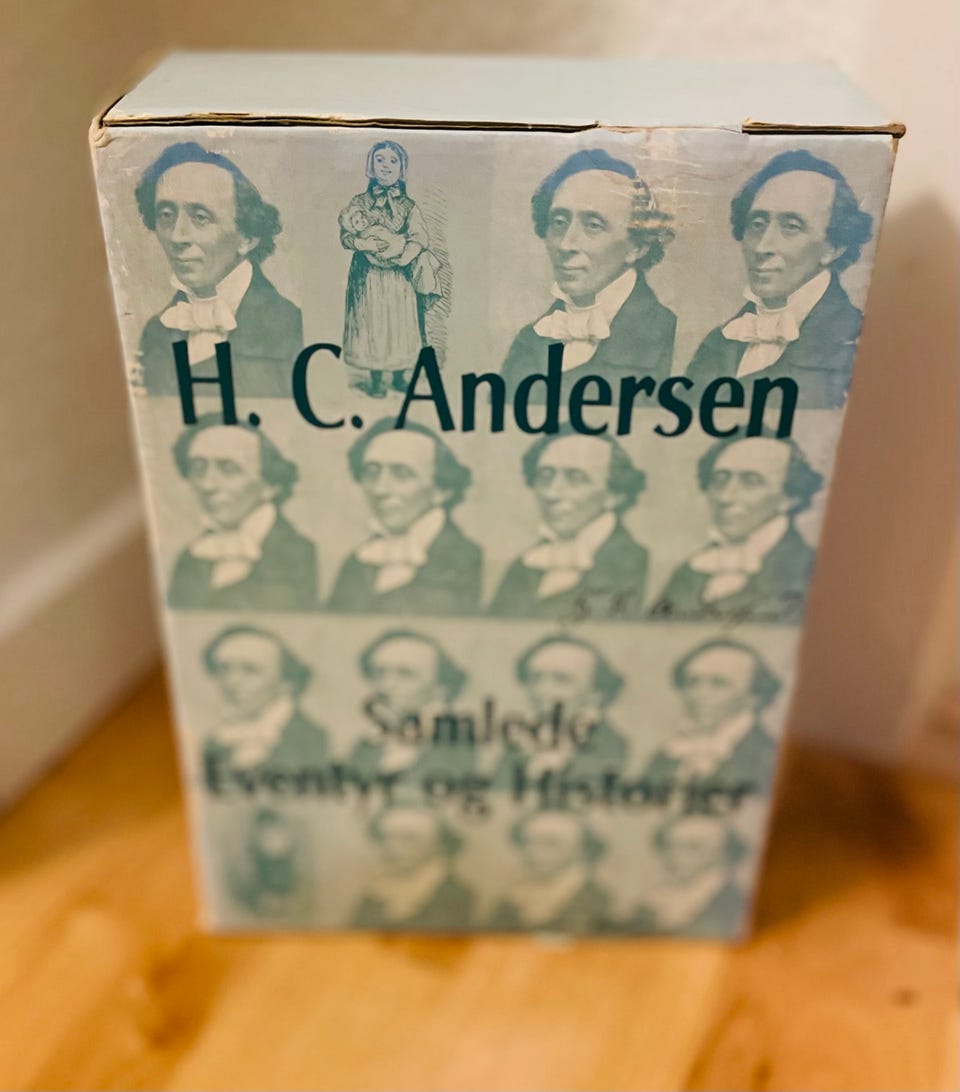 H. C. Andersen
Samlede
Eventyr og Historier